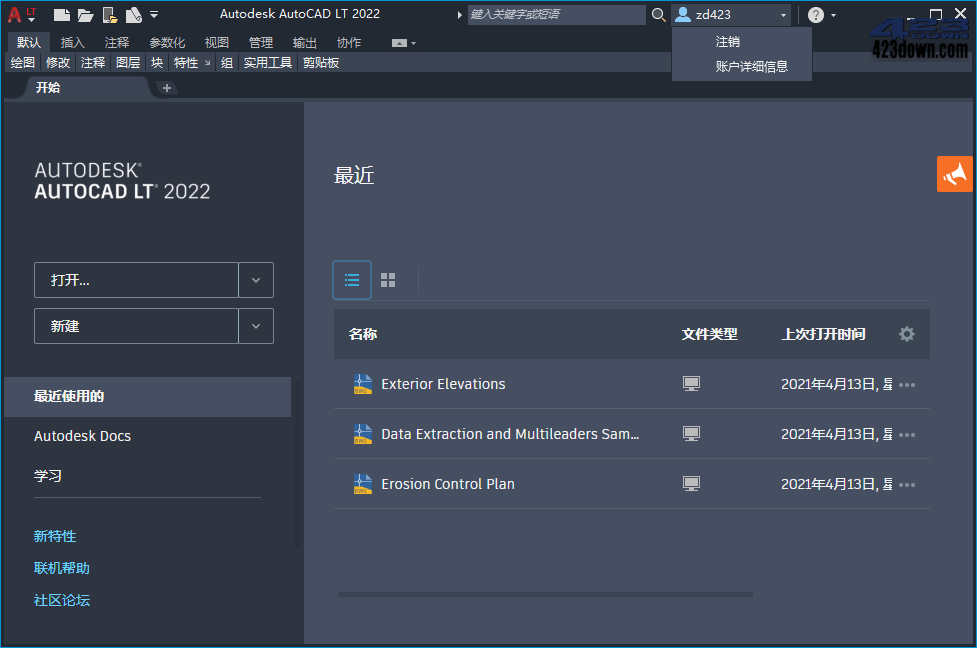 LT
Autodesk AutoCAD LT 2022
键入关键字或短语
zd423
?
默认 插入 注释 参数化 视图 管理 输出 协作
注销
账户详细信息
423down.com
绘图 修改 注释 图层 块 特性 组 实用工具 剪贴板
开始
AUTODESK®
AUTOCAD LT® 2022
最近
打开...
新建
名称 文件类型 上次打开时间
最近使用的
Exterior Elevations 2021年4月13日, 星
Autodesk Docs
Data Extraction and Multileaders Sam... 2021年4月13日, 星
学习
Erosion Control Plan 2021年4月13日, 星
新特性
联机帮助
社区论坛